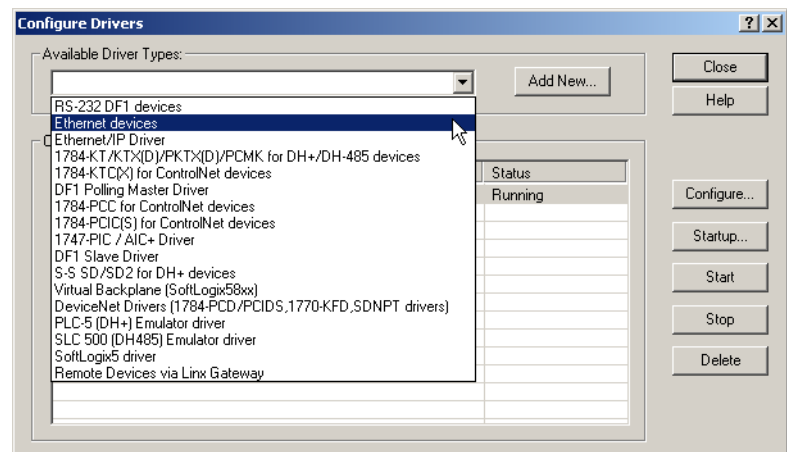 Configure Drivers
Available Driver Types:
Add New...
Close
Help
RS-232 DF1 devices
Ethernet devices
Ethernet/IP Driver
1784-KT/KTX(D)/PKTX(D)/PCMK for DH+/DH-485 devices
1784-KTC(X) for ControlNet devices
DF1 Polling Master Driver
1784-PCC for ControlNet devices
1784-PCIC(S) for ControlNet devices
1747-PIC / AIC+ Driver
DF1 Slave Driver
S-S SD/SD2 for DH+ devices
Virtual Backplane (SoftLogix58xx)
DeviceNet Drivers (1784-PCD/PCIDS,1770-KFD,SDNPT drivers)
PLC-5 (DH+) Emulator driver
SLC 500 (DH485) Emulator driver
SoftLogix5 driver
Remote Devices via Linx Gateway
Status
Running
Configure...
Startup...
Start
Stop
Delete